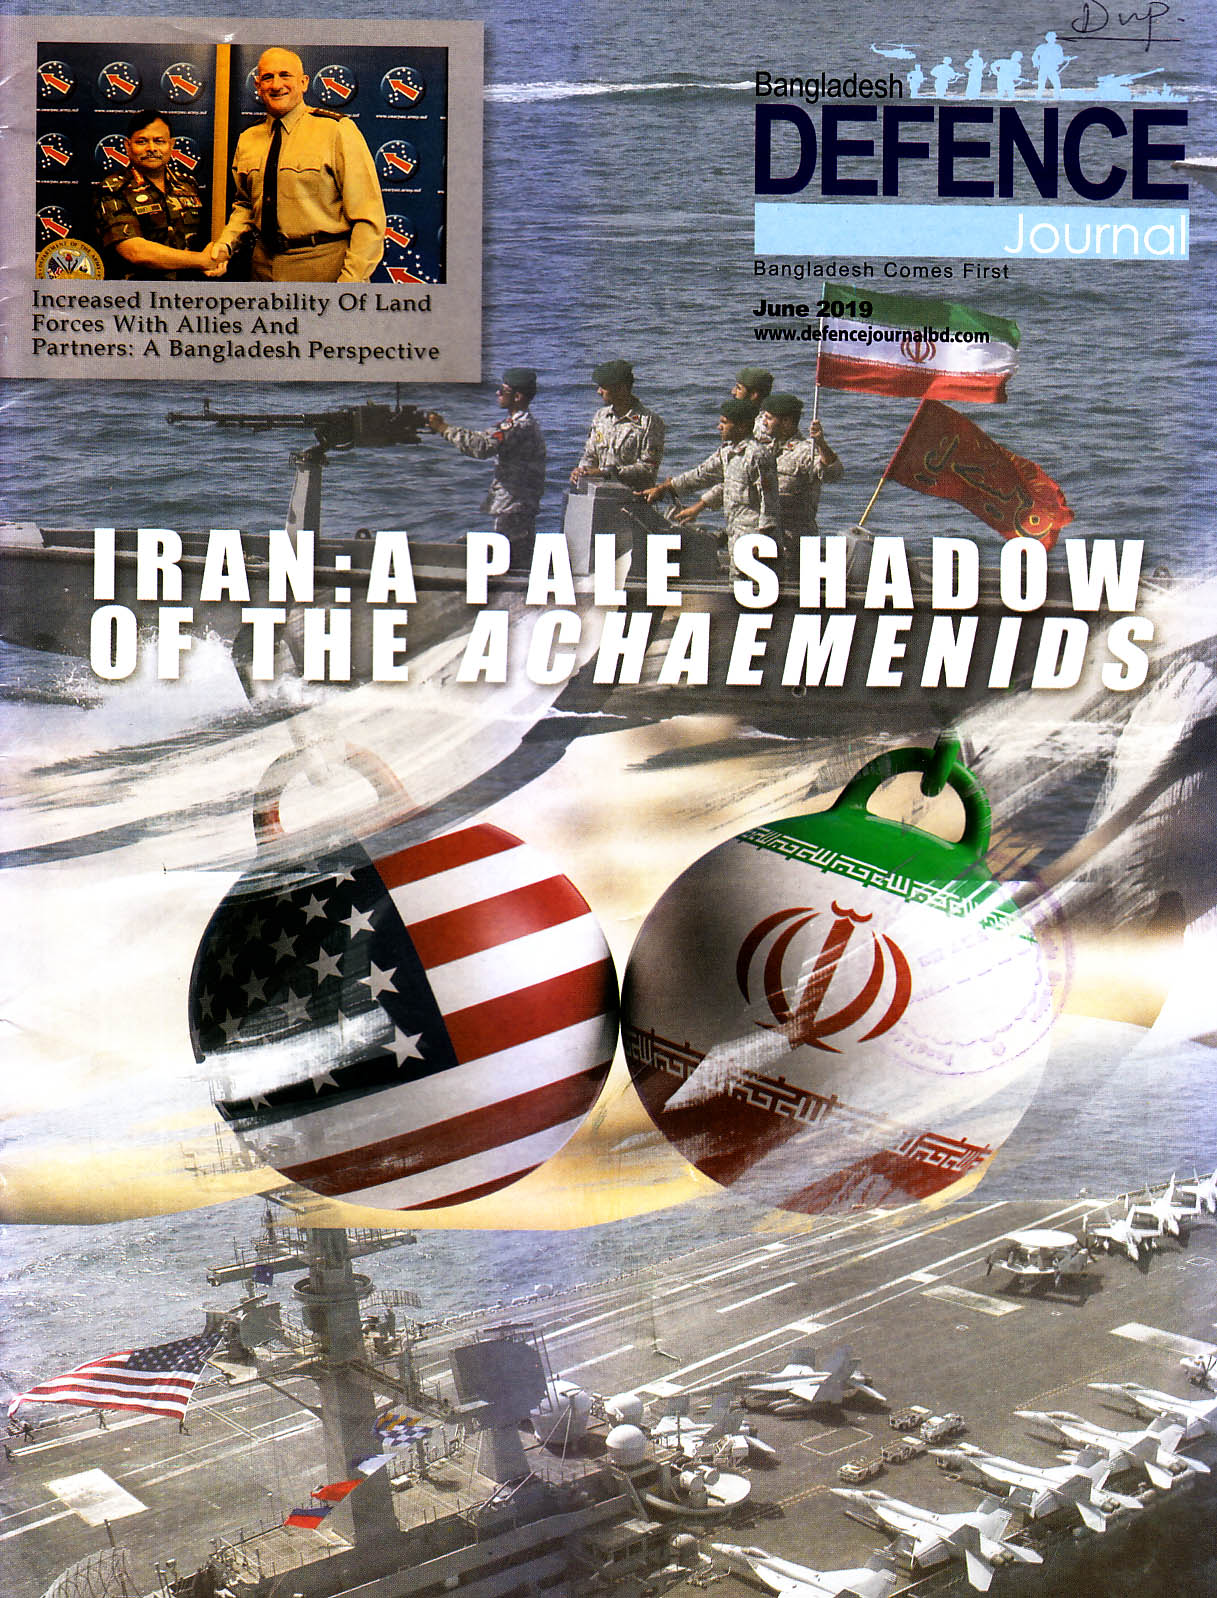 Dup.
Bangladesh
DEFENCE
Journal
Bangladesh Comes First
June 2019
www.defencejournalbd.com
Increased Interoperability Of Land
Forces With Allies And
Partners: A Bangladesh Perspective
IRAN:A PALE SHADOW
OF THE ACHAEMENIDS